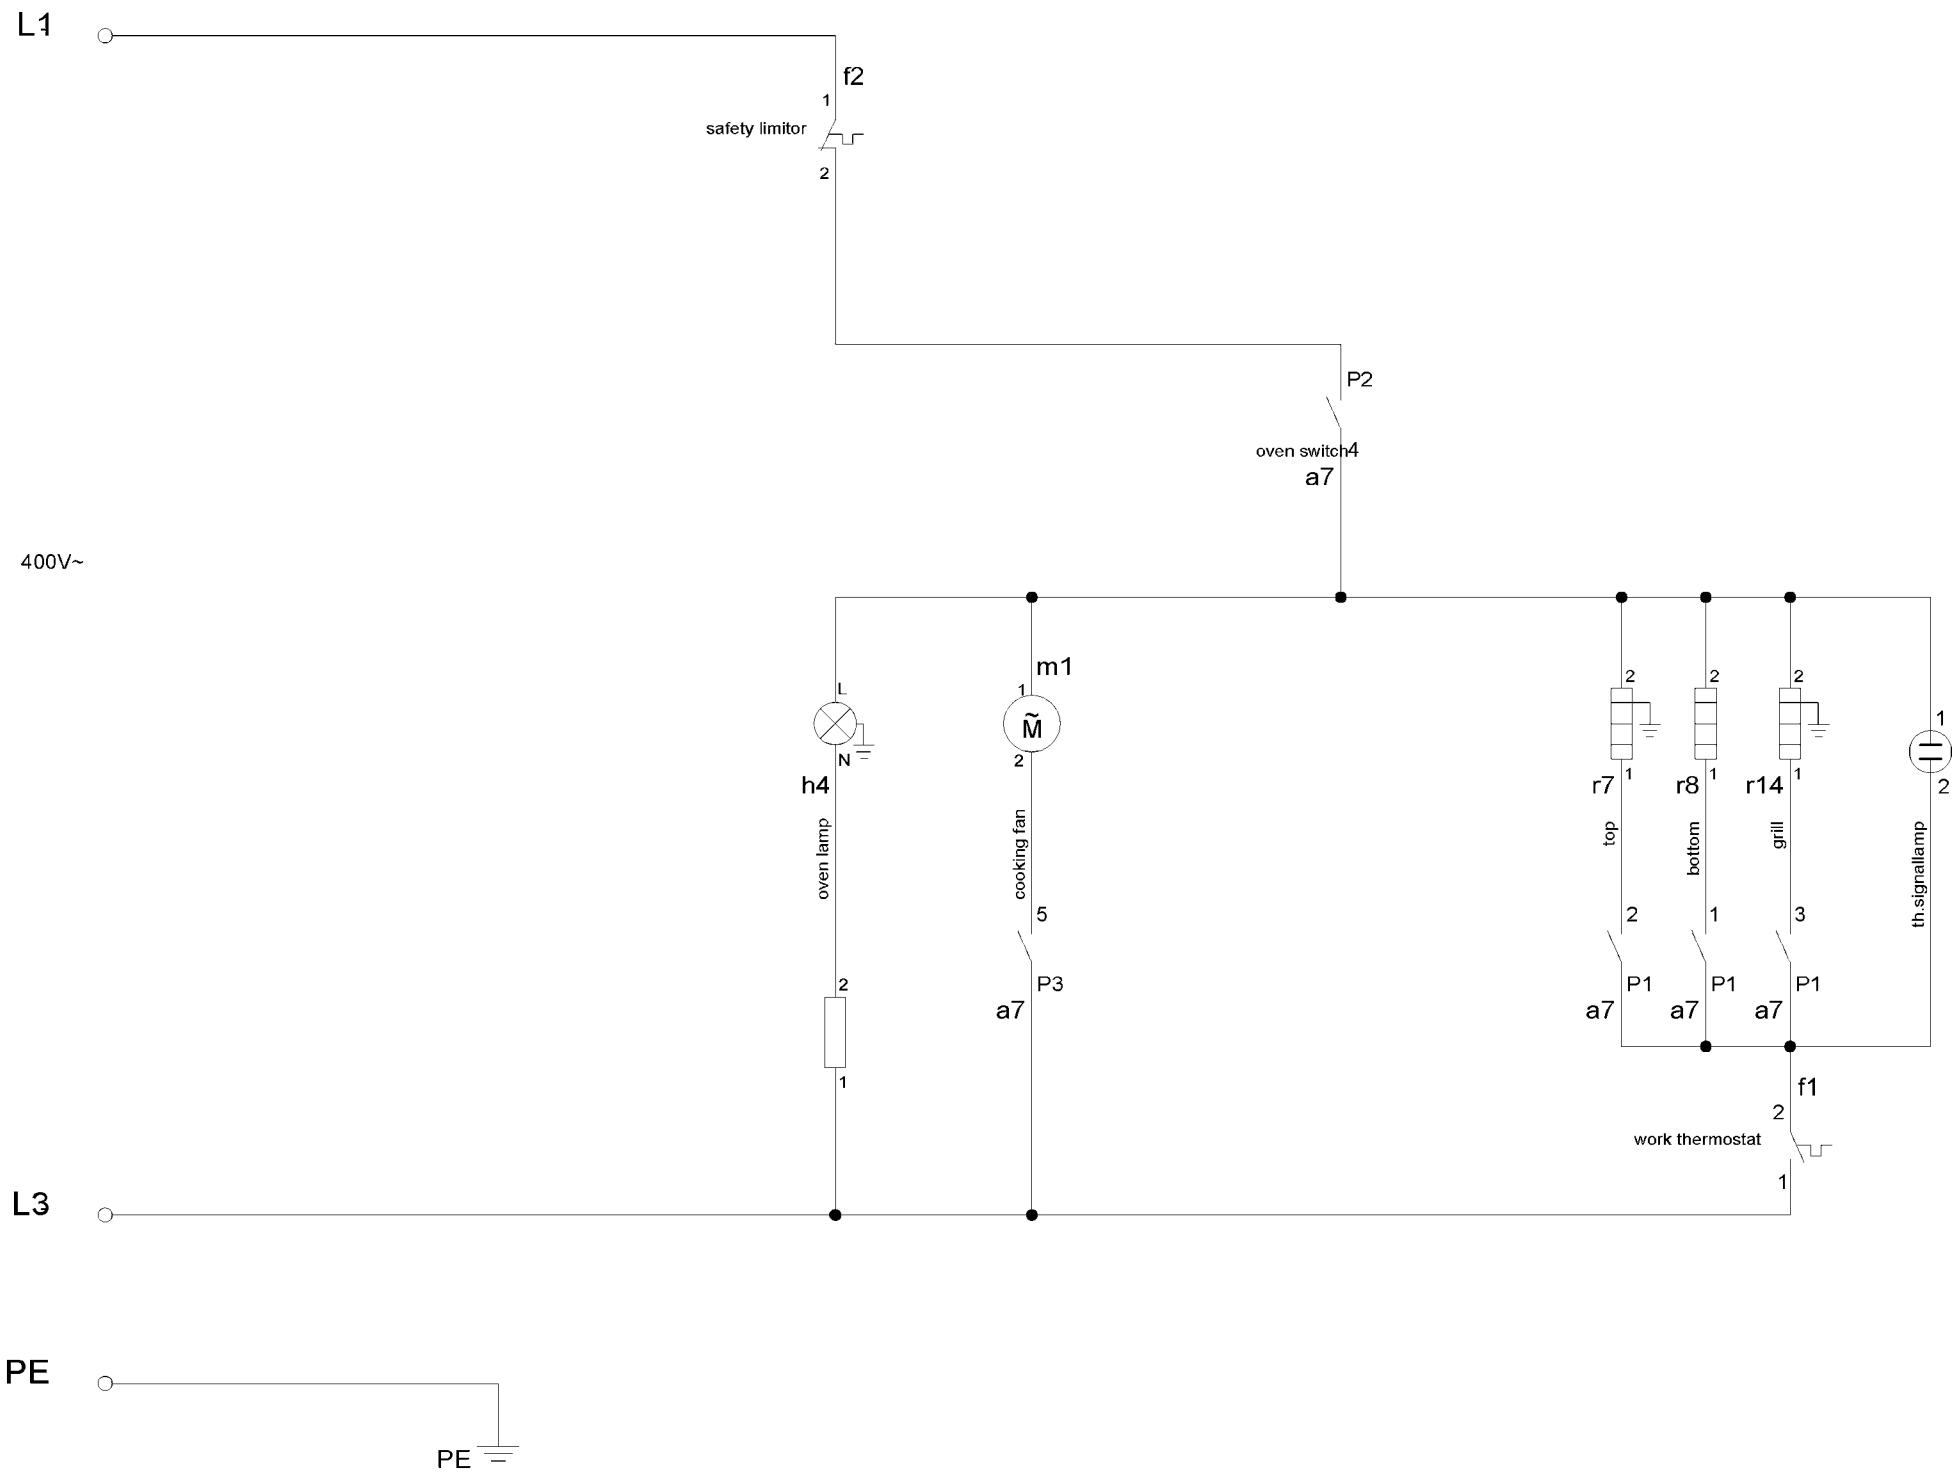 L1
f2
1
safety limitor
2
P2
oven switch4
a7
400V~
m1
L
1
M̃
N
2
h4
oven lamp
cooking fan
2
2
2
1
1
1
1
2
r7
r8
r14
top
bottom
grill
th.signallamp
5
2
1
3
P3
P1
P1
P1
a7
a7
a7
a7
2
1
f1
2
work thermostat
1
L3
PE
PE